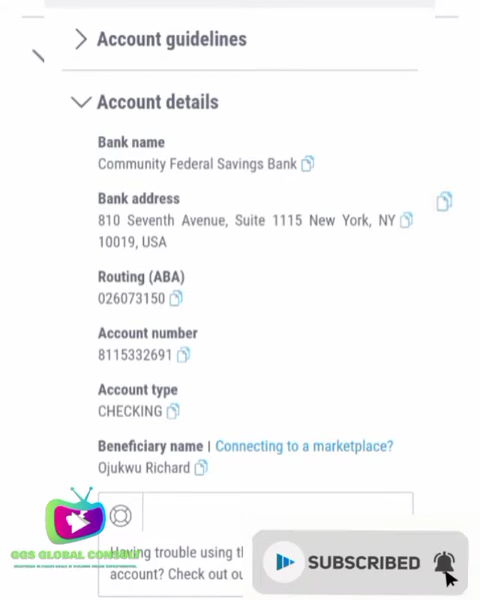 Account guidelines
Account details
Bank name
Community Federal Savings Bank
Bank address
810 Seventh Avenue, Suite 1115 New York, NY
10019, USA
Routing (ABA)
026073150
Account number
8115332691
Account type
CHECKING
Beneficiary name | Connecting to a marketplace?
Ojukwu Richard
GGS GLOBAL CONSULT
Having trouble using
account? Check out
SUBSCRIBED